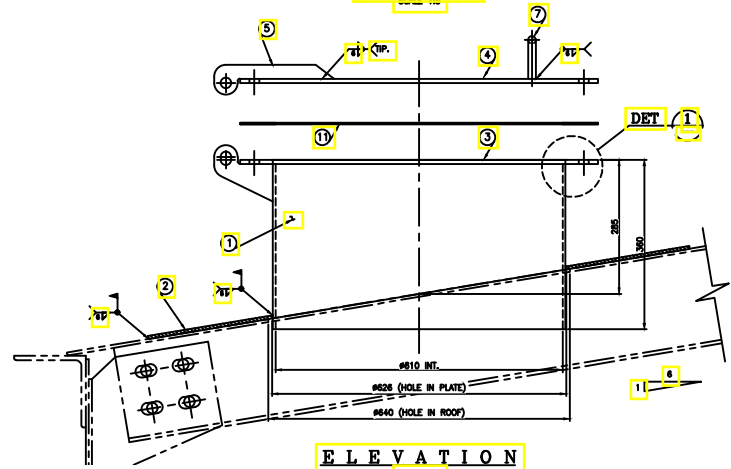 7
5
TIP.
4
DET 1
11
3
1
285
360
2
ø610 INT.
ø626 (HOLE IN PLATE)
6
1
ø640 (HOLE IN ROOF)
ELEVATION